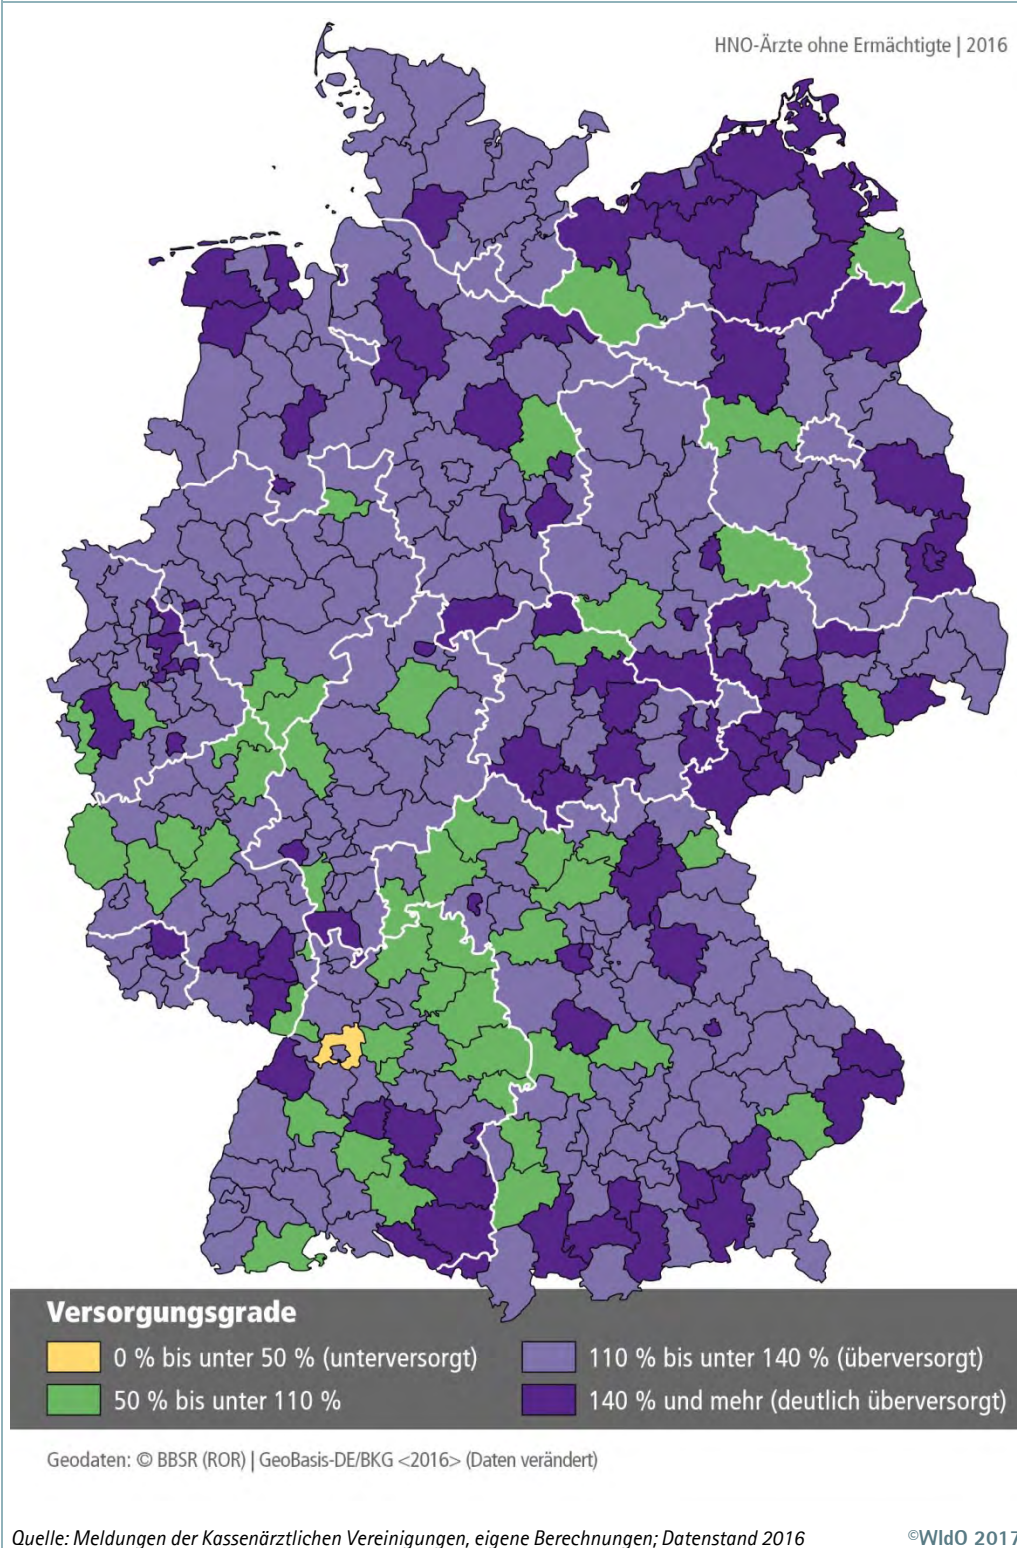 HNO-Ärzte ohne Ermächtigte | 2016
Versorgungsgrade
0 % bis unter 50 % (unterversorgt)
50 % bis unter 110 %
110 % bis unter 140 % (überversorgt)
140 % und mehr (deutlich überversorgt)
Geodaten: © BBSR (ROR) | GeoBasis-DE/BKG <2016> (Daten verändert)
Quelle: Meldungen der Kassenärztlichen Vereinigungen, eigene Berechnungen; Datenstand 2016
©WIdO 2017